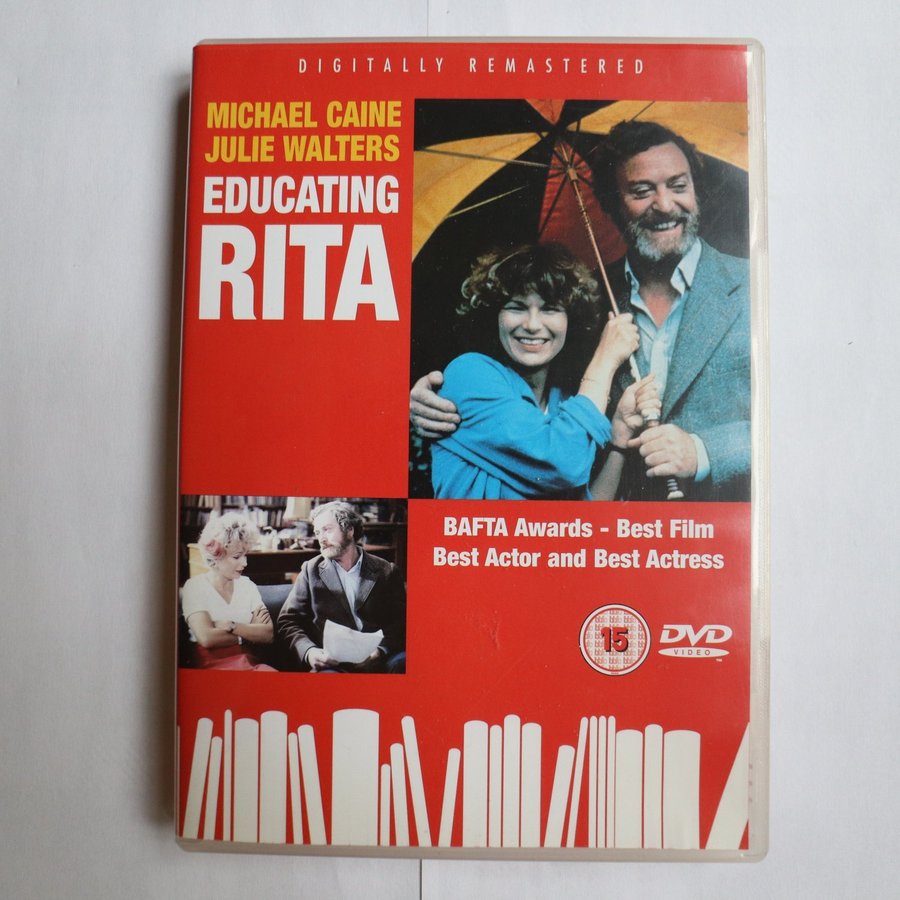 DIGITALLY REMASTERED
MICHAEL CAINE
JULIE WALTERS
EDUCATING
RITA
BAFTA Awards - Best Film
Best Actor and Best Actress
15
DVD
VIDEO
TM